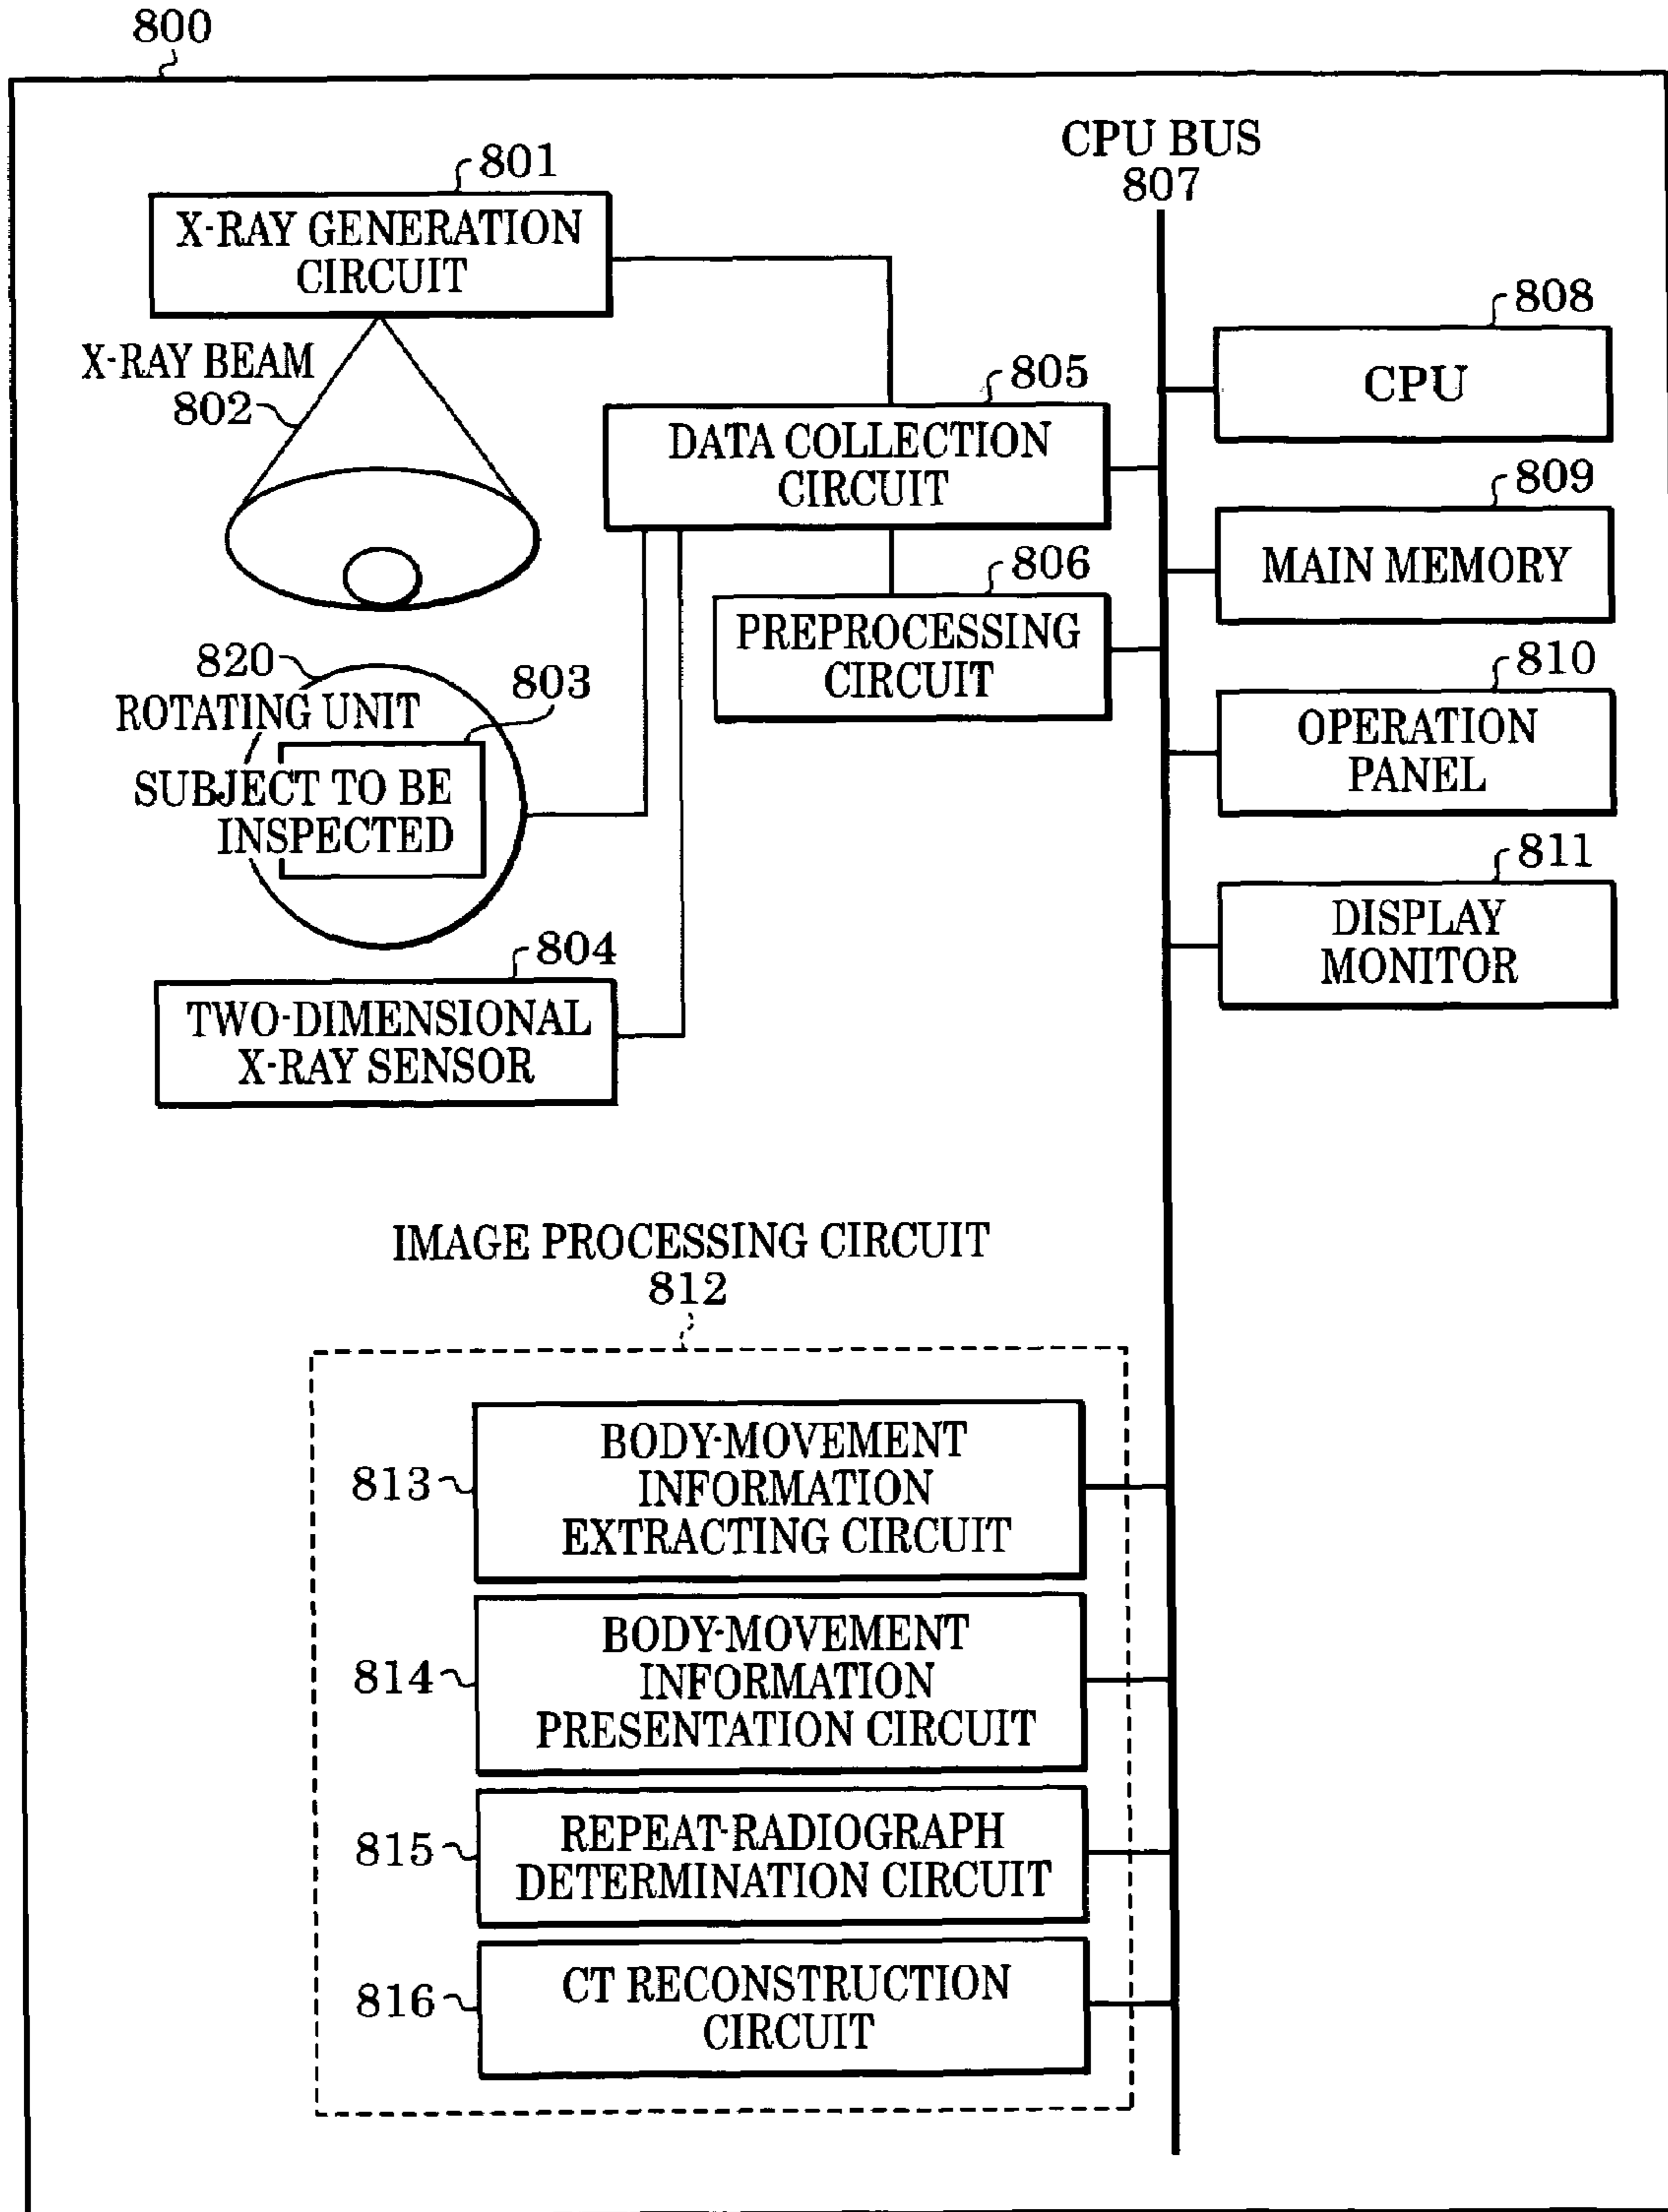 800
CPU BUS
807
801
X-RAY GENERATION
CIRCUIT
X-RAY BEAM
802
805
DATA COLLECTION
CIRCUIT
806
PREPROCESSING
CIRCUIT
808
CPU
809
MAIN MEMORY
810
OPERATION
PANEL
811
DISPLAY
MONITOR
820
ROTATING UNIT
803
SUBJECT TO BE
INSPECTED
804
TWO-DIMENSIONAL
X-RAY SENSOR
IMAGE PROCESSING CIRCUIT
812
813
BODY-MOVEMENT
INFORMATION
EXTRACTING CIRCUIT
814
BODY-MOVEMENT
INFORMATION
PRESENTATION CIRCUIT
815
REPEAT-RADIOGRAPH
DETERMINATION CIRCUIT
816
CT RECONSTRUCTION
CIRCUIT